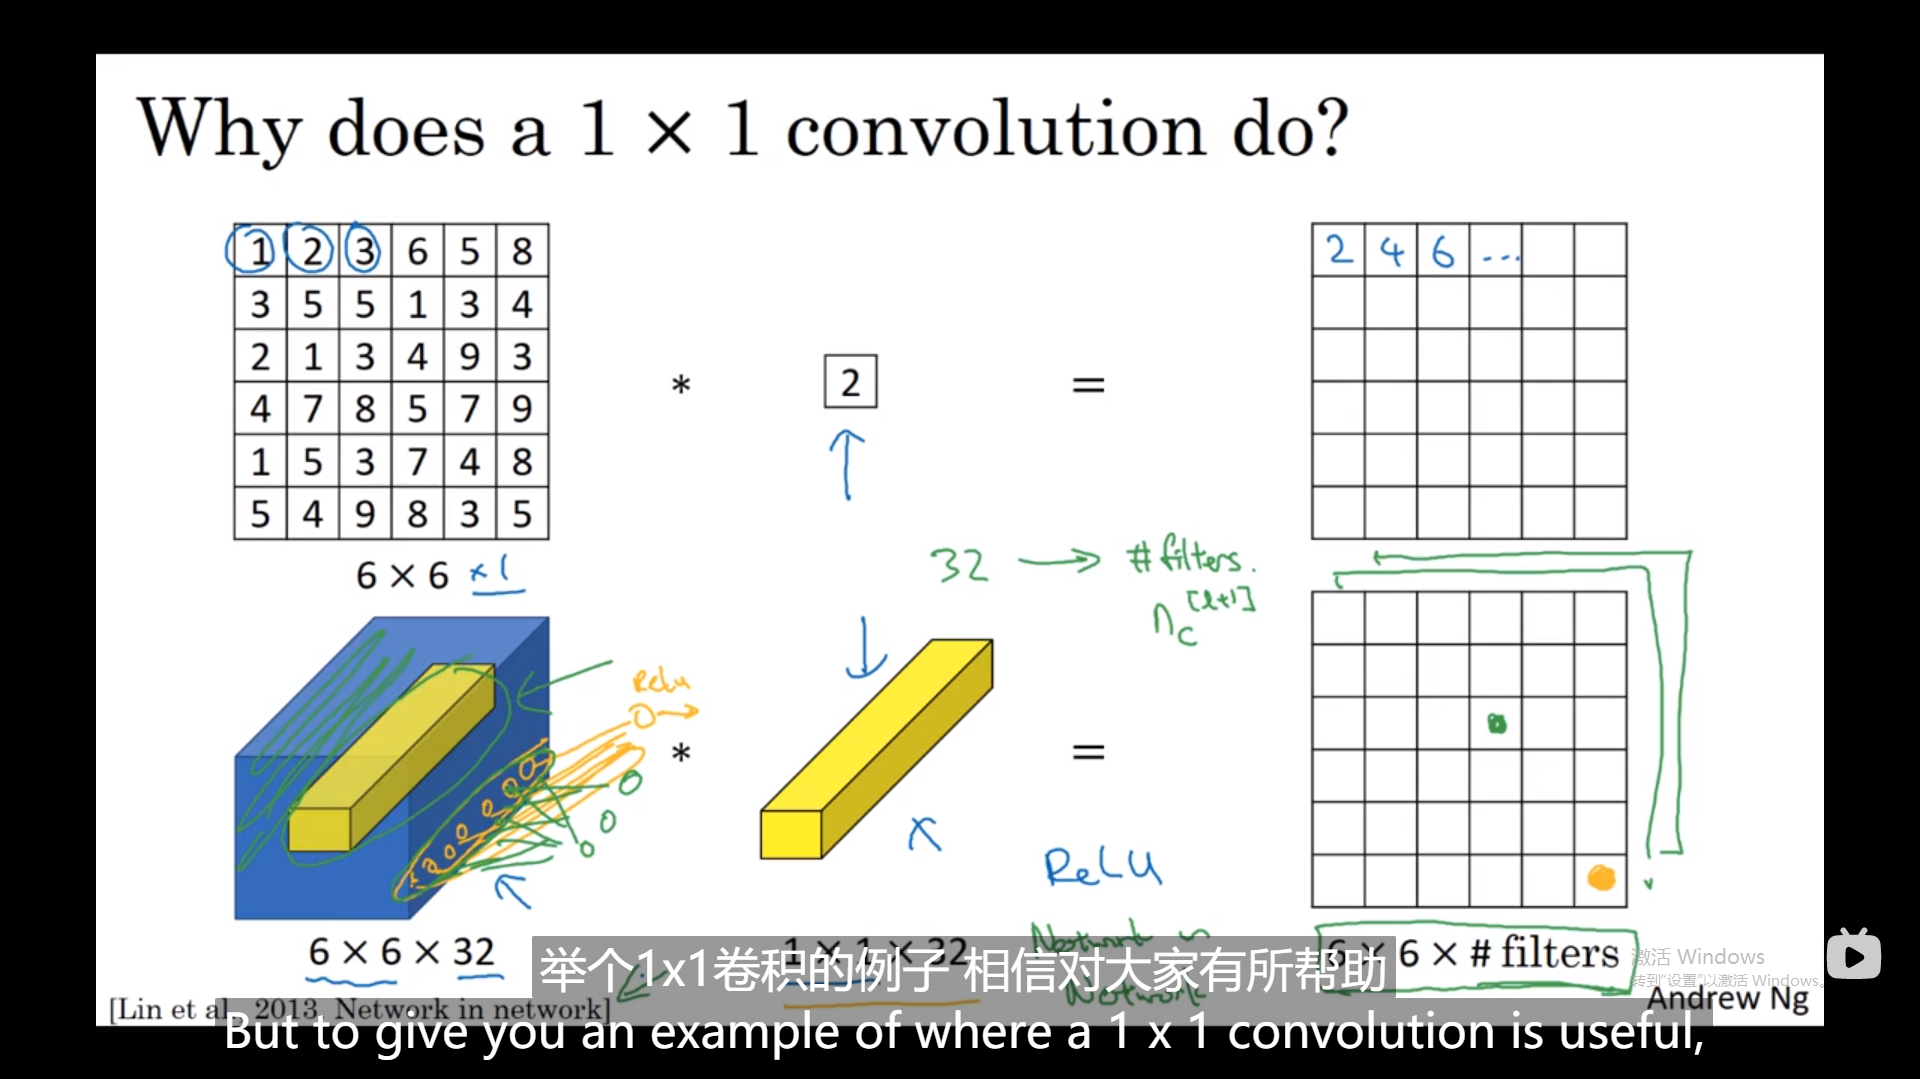 Why does a 1 × 1 convolution do?
1 2 3 6 5 8
3 5 5 1 3 4
2 1 3 4 9 3
4 7 8 5 7 9
1 5 3 7 4 8
5 4 9 8 3 5
6 × 6 × 1
*
2
=
2 4 6 ...
32 → # filters.
n_c^[l+1]
ReLU
*
=
ReLU
6 × 6 × 32
1 × 1 × 32
Network in
Network
6 × 6 × # filters
[Lin et al., 2013. Network in network]
Andrew Ng
激活 Windows
转到"设置"以激活 Windows。
举个1x1卷积的例子 相信对大家有所帮助
But to give you an example of where a 1 x 1 convolution is useful,